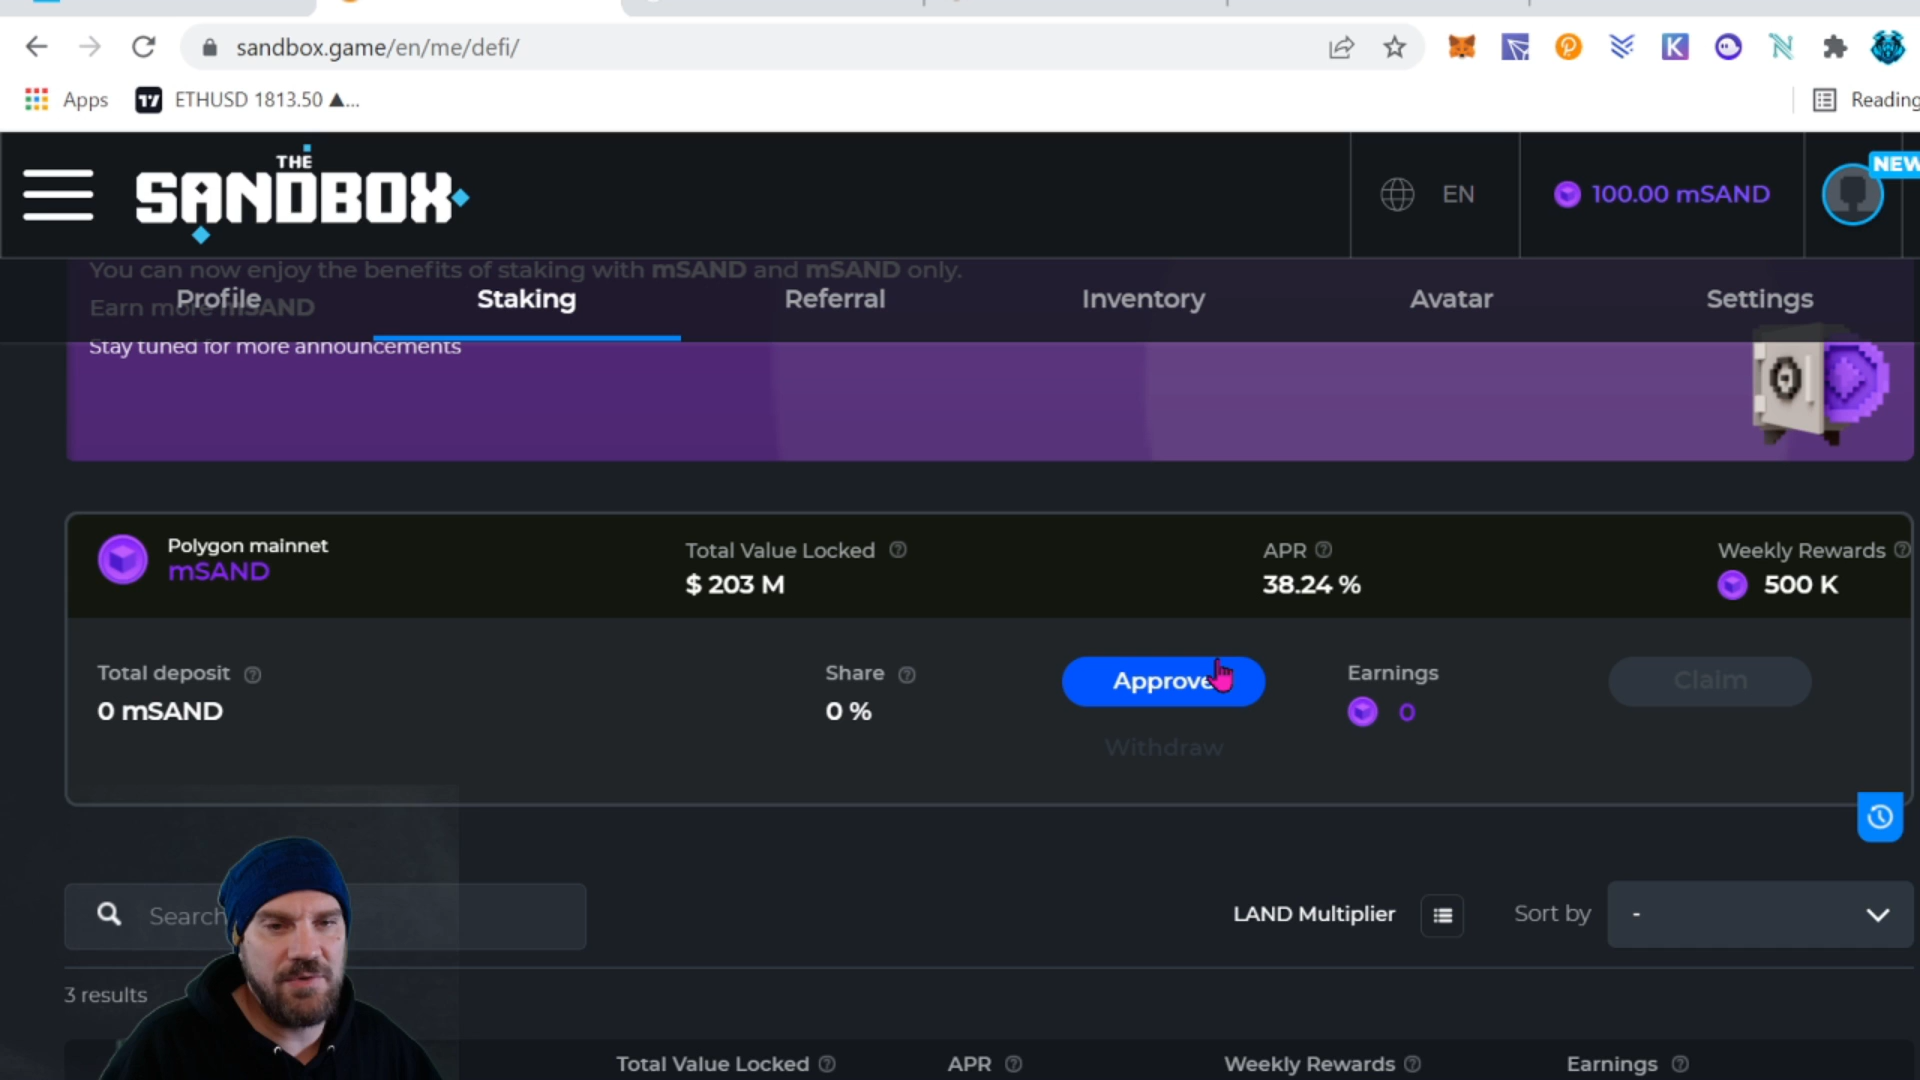 sandbox.game/en/me/defi/
K
Apps
ETHUSD 1813.50 ▲...
Reading
THE
SANDBOX
EN
100.00 mSAND
NEW
You can now enjoy the benefits of staking with mSAND and mSAND only.
Earn more mSAND
Profile
Staking
Referral
Inventory
Avatar
Settings
Stay tuned for more announcements
Polygon mainnet
mSAND
Total Value Locked
$ 203 M
APR
38.24 %
Weekly Rewards
500 K
Total deposit
0 mSAND
Share
0 %
Approve
Withdraw
Earnings
0
Claim
Search
LAND Multiplier
Sort by
-
3 results
Total Value Locked
APR
Weekly Rewards
Earnings